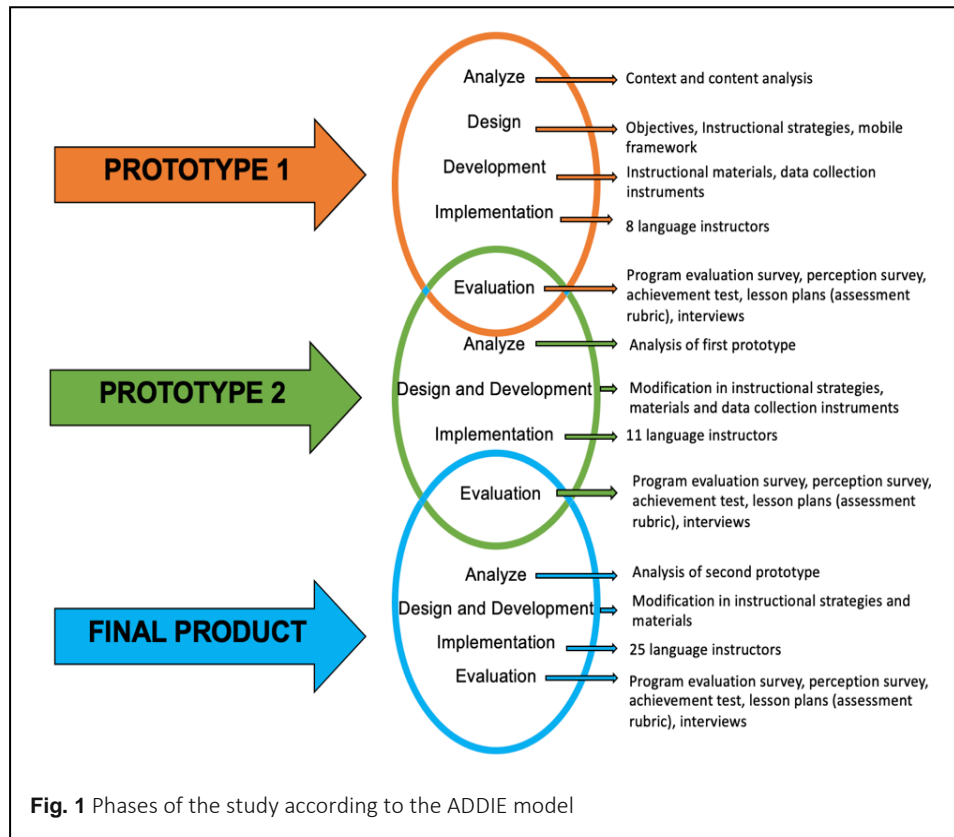 PROTOTYPE 1
Analyze
Context and content analysis
Design
Objectives, Instructional strategies, mobile
framework
Development
Instructional materials, data collection
instruments
Implementation
8 language instructors
Evaluation
Program evaluation survey, perception survey,
achievement test, lesson plans (assessment
rubric), interviews
PROTOTYPE 2
Analyze
Analysis of first prototype
Design and Development
Modification in instructional strategies,
materials and data collection instruments
Implementation
11 language instructors
Evaluation
Program evaluation survey, perception survey,
achievement test, lesson plans (assessment
rubric), interviews
FINAL PRODUCT
Analyze
Analysis of second prototype
Design and Development
Modification in instructional strategies and
materials
Implementation
25 language instructors
Evaluation
Program evaluation survey, perception survey,
achievement test, lesson plans (assessment
rubric), interviews
Fig. 1 Phases of the study according to the ADDIE model